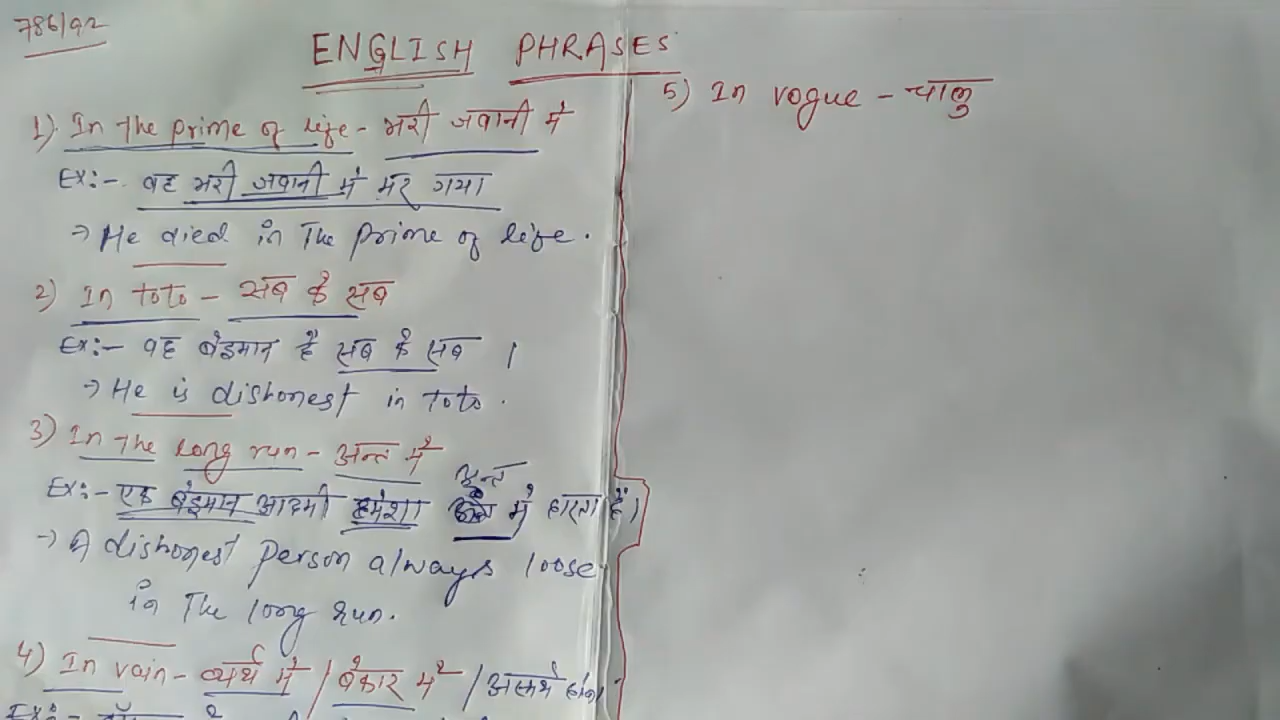 786/92
ENGLISH PHRASES
1) In The prime of life - भरी जवानी में
Ex:- वह भरी जवानी में मर गया
→ He died in The prime of life.
2) In toto - सब के सब
Ex:- वह बेइमान है सब के सब ।
→ He is dishonest in toto.
3) In The long run - अन्त में
अन्त
Ex:- एक बेइमान आदमी हमेशा में हारता है।
→ A dishonest person always loose
in The long run.
4) In vain - व्यर्थ में / बेकार में /
Ex:-
5) In vogue - चालु